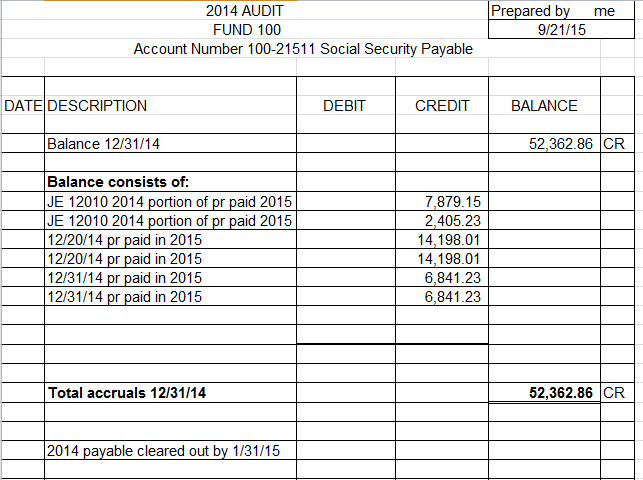 2014 AUDIT Prepared by me
FUND 100 9/21/15
Account Number 100-21511 Social Security Payable
DATE DESCRIPTION DEBIT CREDIT BALANCE
Balance 12/31/14 52,362.86 CR
Balance consists of:
JE 12010 2014 portion of pr paid 2015 7,879.15
JE 12010 2014 portion of pr paid 2015 2,405.23
12/20/14 pr paid in 2015 14,198.01
12/20/14 pr paid in 2015 14,198.01
12/31/14 pr paid in 2015 6,841.23
12/31/14 pr paid in 2015 6,841.23
Total accruals 12/31/14 52,362.86 CR
2014 payable cleared out by 1/31/15